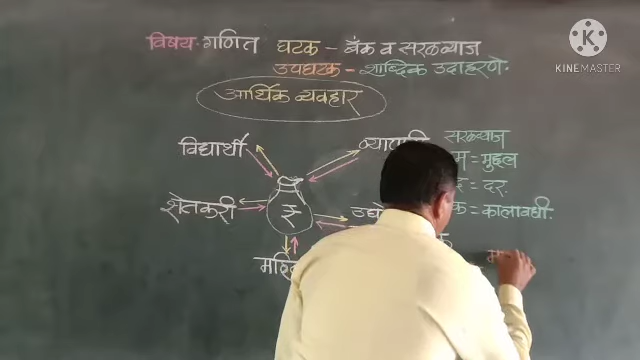 विषय - गणित घटक - बँक व सरळव्याज
उपघटक - शाब्दिक उदाहरणे.
आर्थिक व्यवहार
विद्यार्थी
शेतकरी
₹
सरळव्याज
म = मुद्दल
= दर
क = कालावधी.
म
KINEMASTER